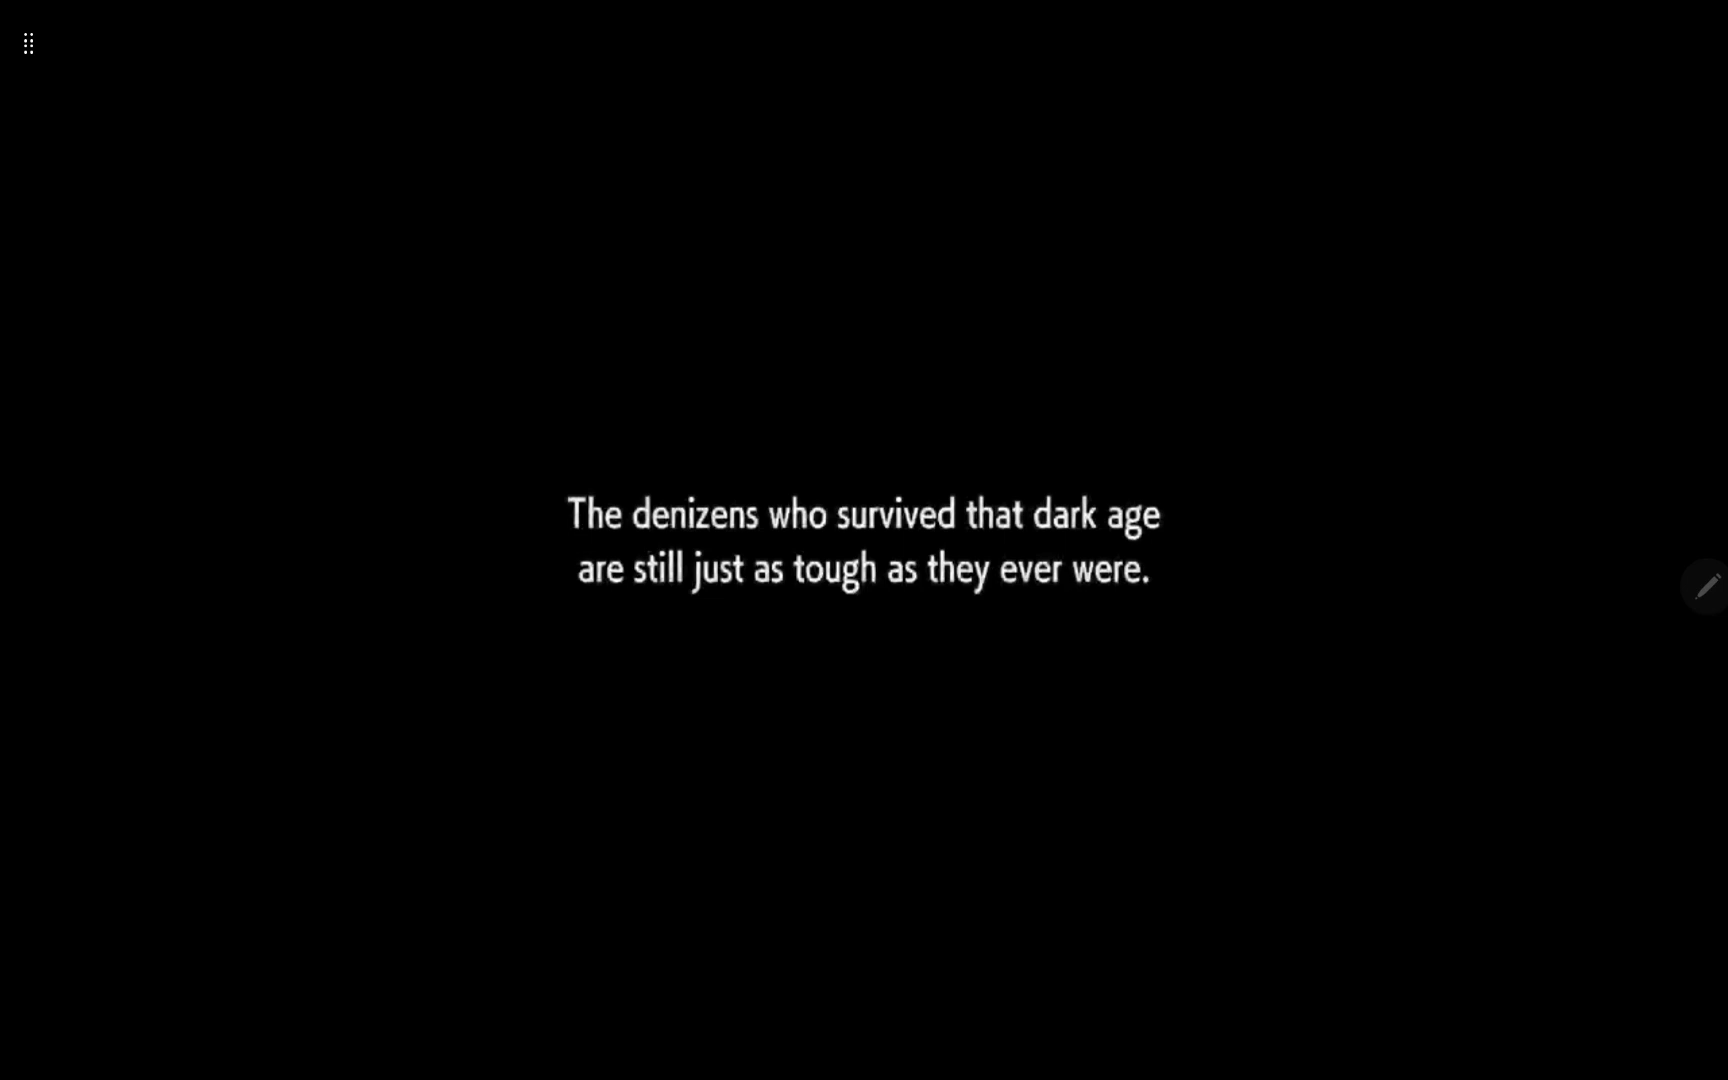 The denizens who survived that dark age
are still just as tough as they ever were.